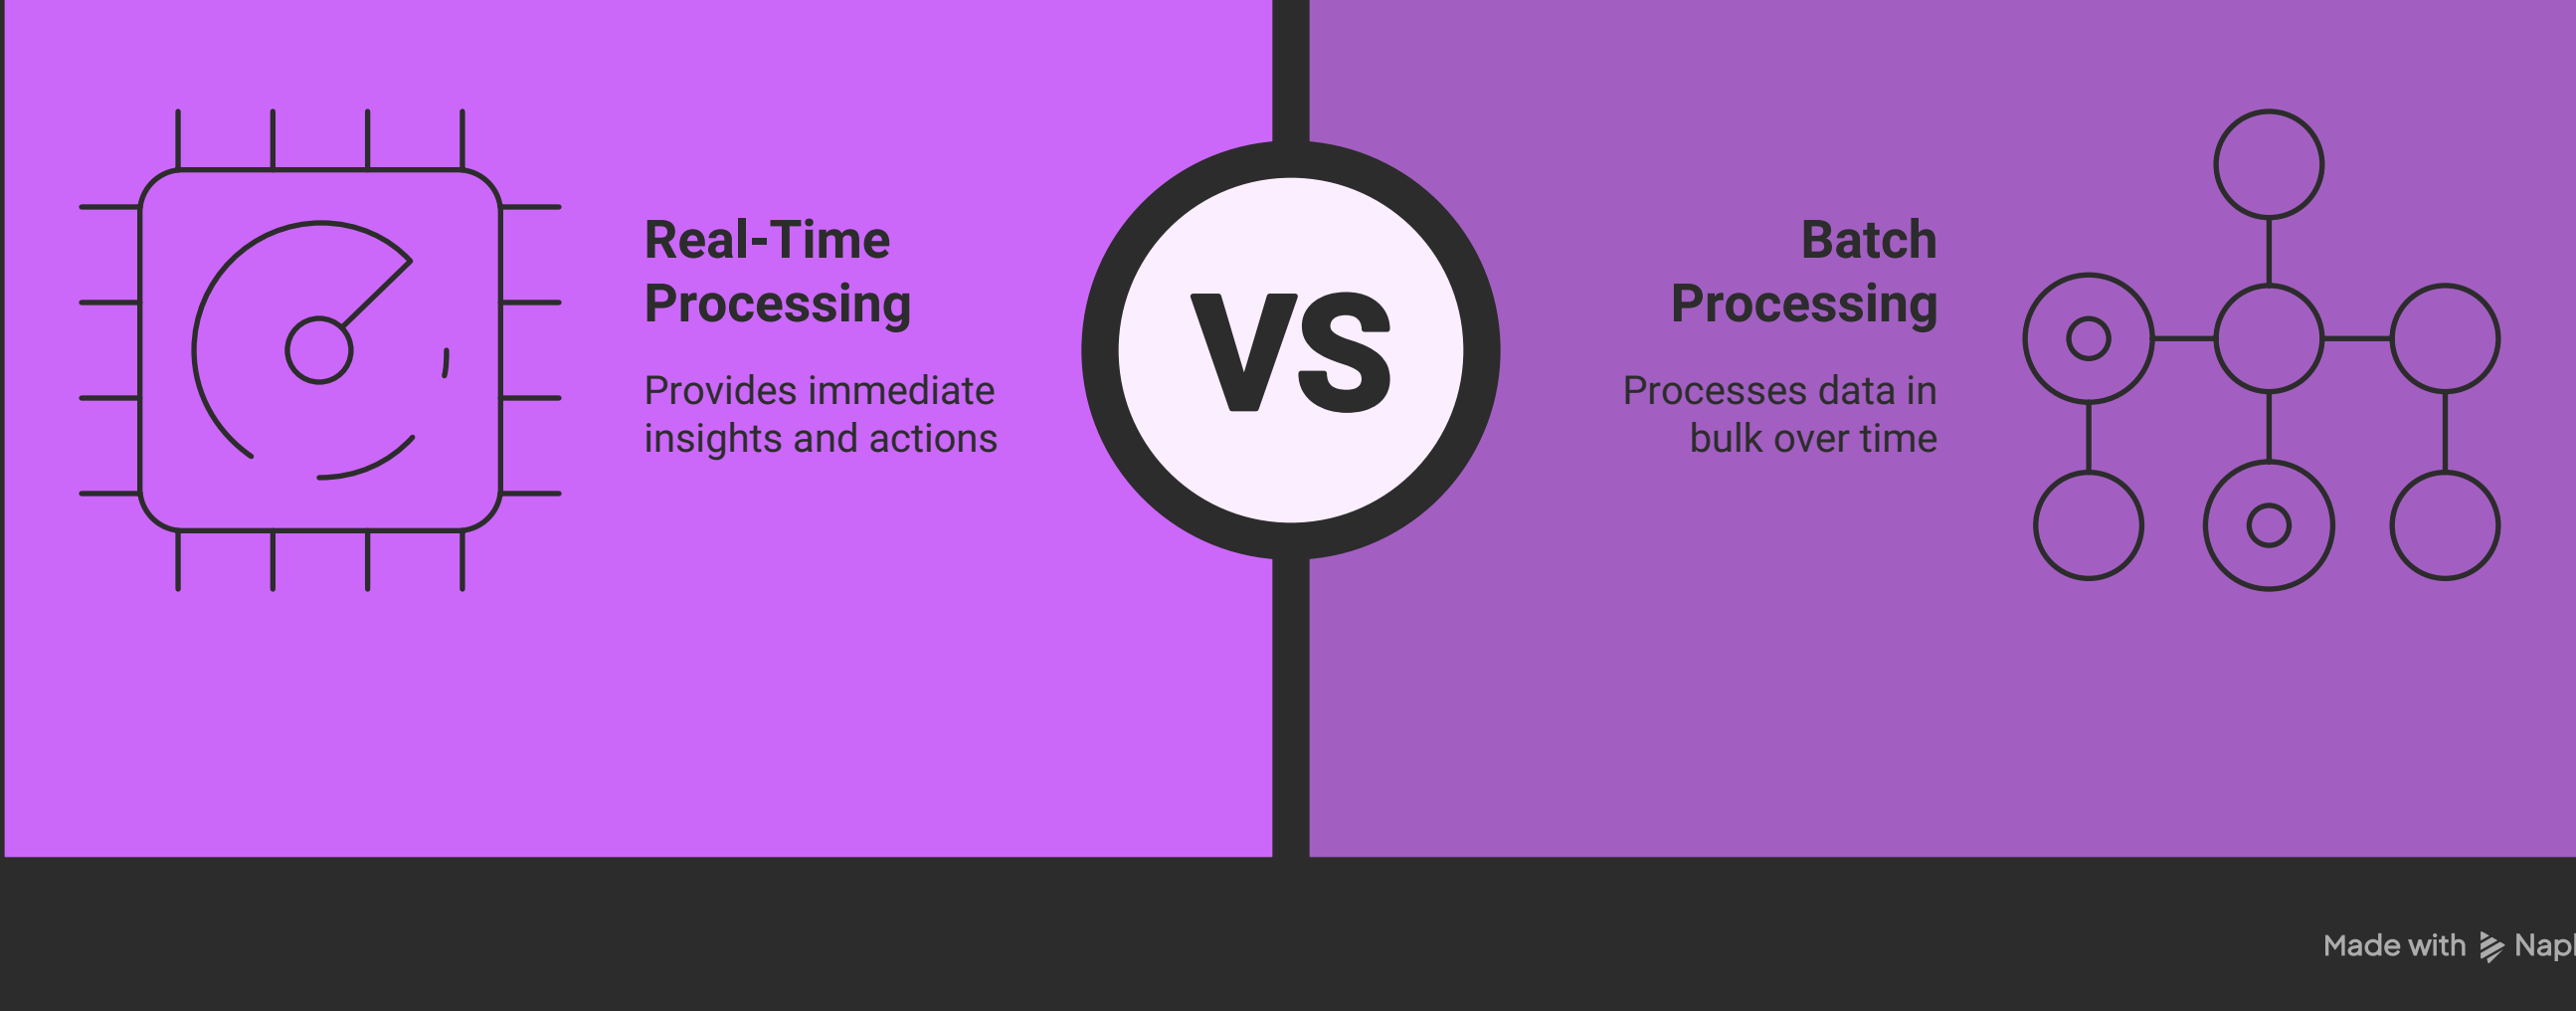 Real-Time
Processing
Provides immediate
insights and actions
VS
Batch
Processing
Processes data in
bulk over time
Made with